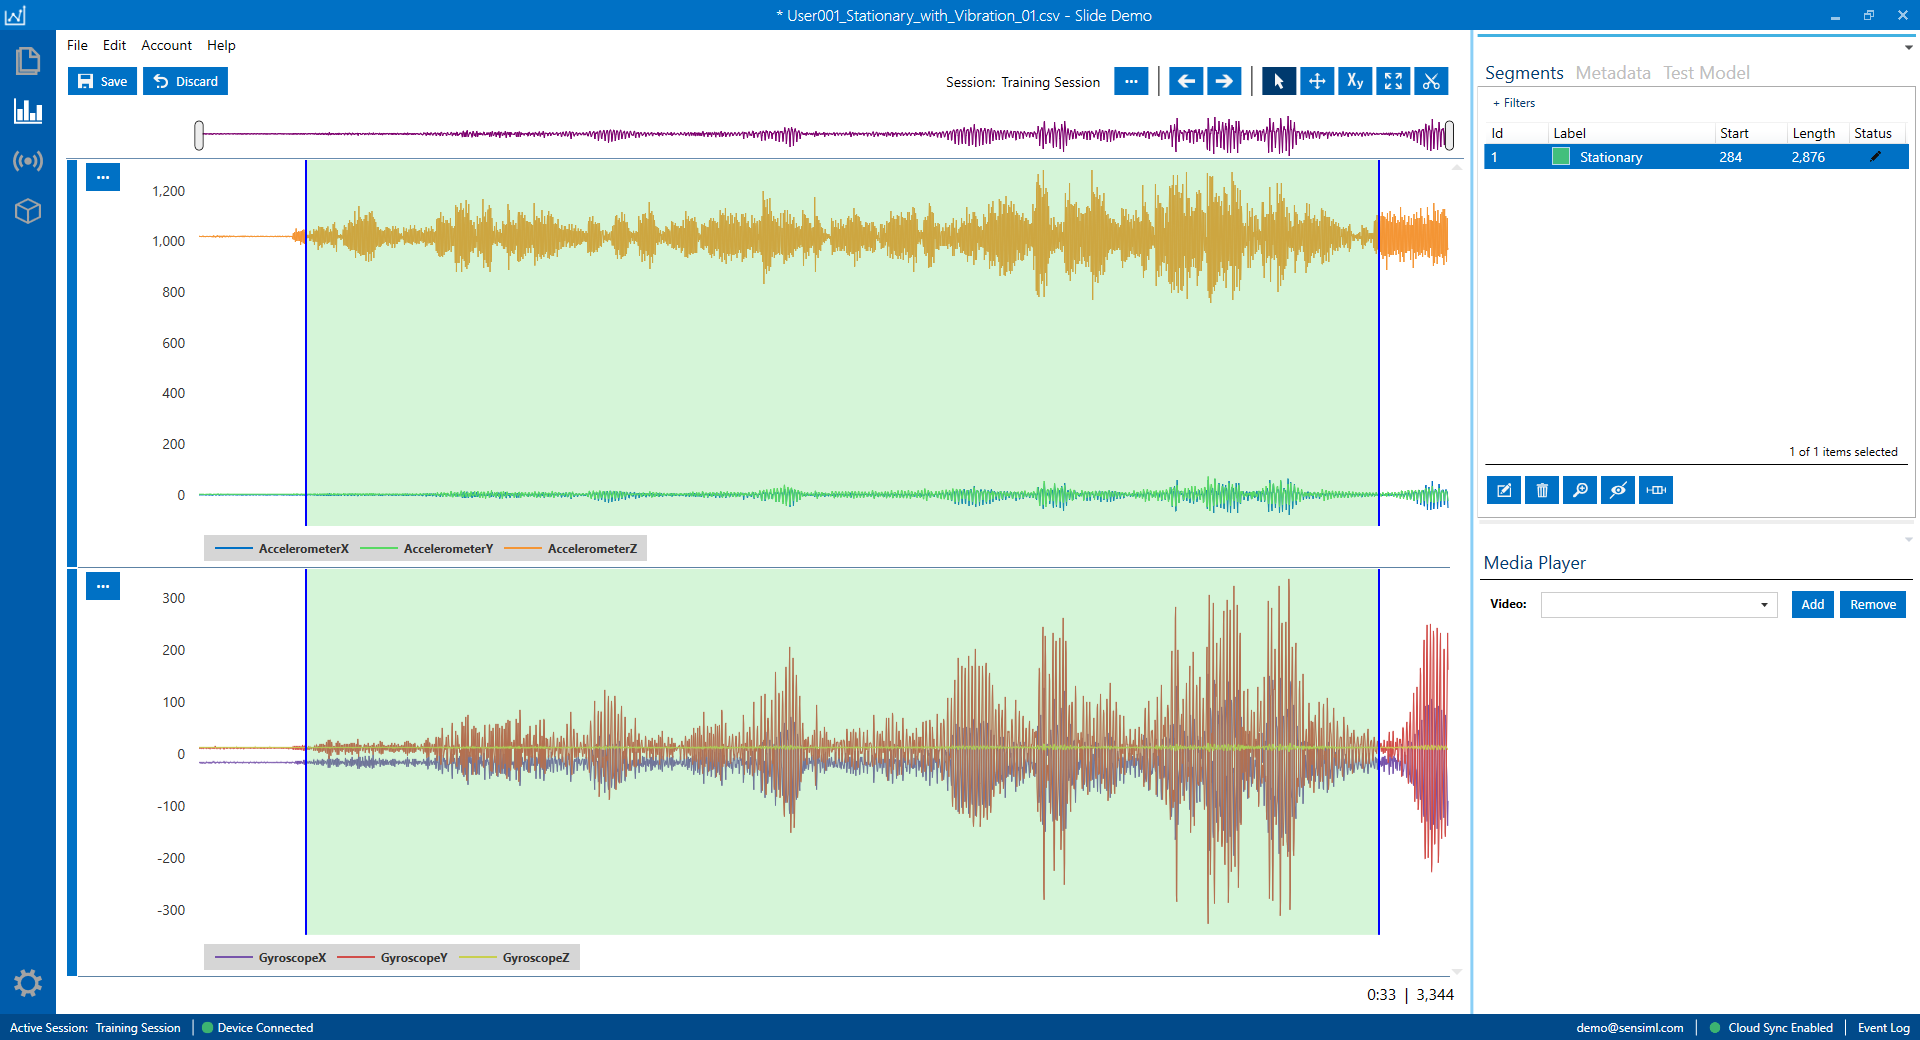 * User001_Stationary_with_Vibration_01.csv - Slide Demo
File Edit Account Help
Save Discard
Session: Training Session
Xy
1,200
1,000
800
600
400
200
0
AccelerometerX AccelerometerY AccelerometerZ
300
200
100
0
-100
-200
-300
GyroscopeX GyroscopeY GyroscopeZ
0:33 | 3,344
Segments Metadata Test Model
+ Filters
Id Label Start Length Status
1 Stationary 284 2,876
1 of 1 items selected
Media Player
Video: Add Remove
Active Session: Training Session | Device Connected
demo@sensiml.com | Cloud Sync Enabled | Event Log